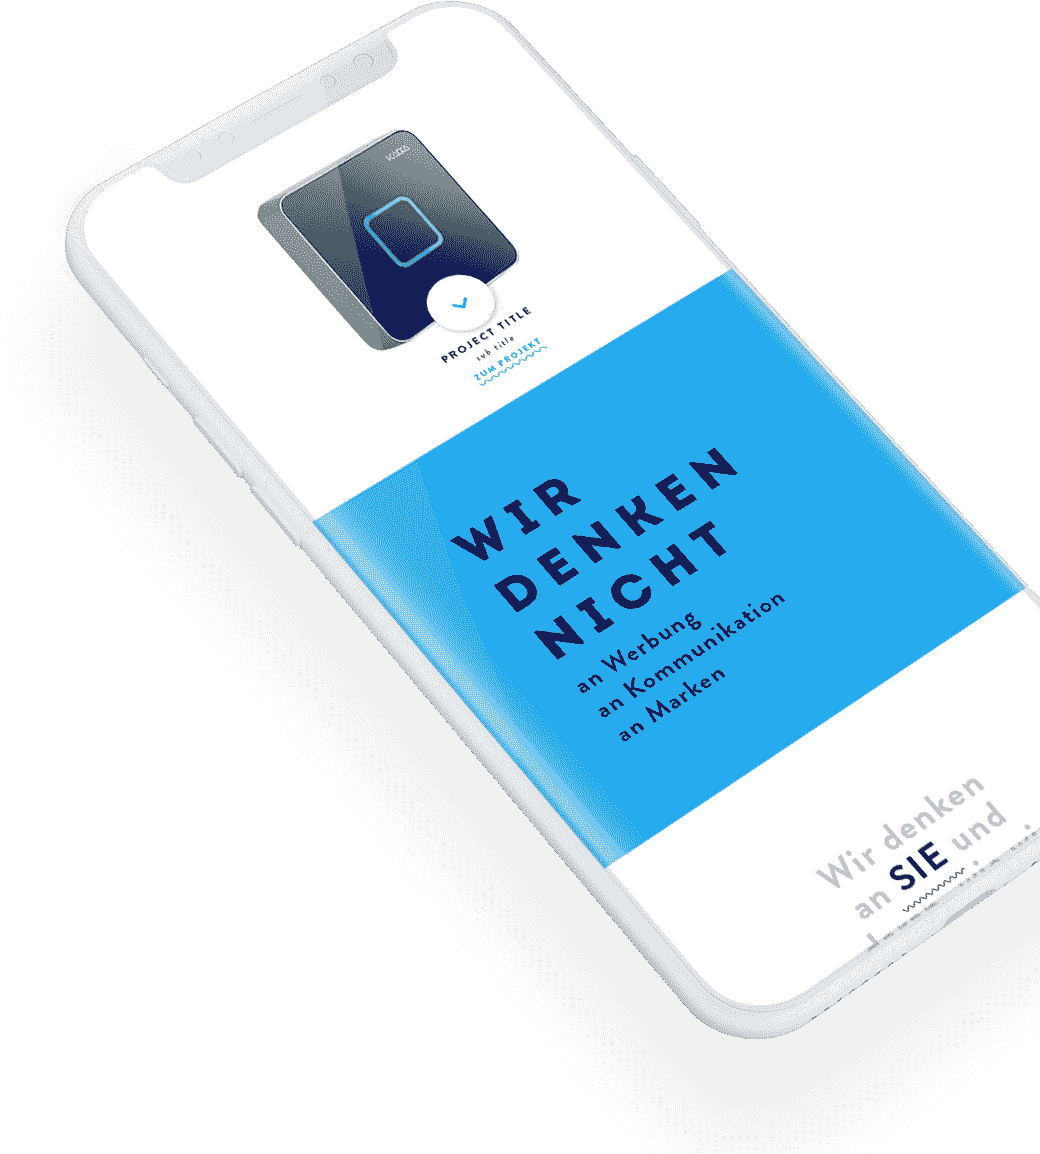 PROJECT TITLE
sub title
ZUM PROJEKT
WIR
DENKEN
NICHT
an Werbung
an Kommunikation
an Marken
Wir denken
an SIE und